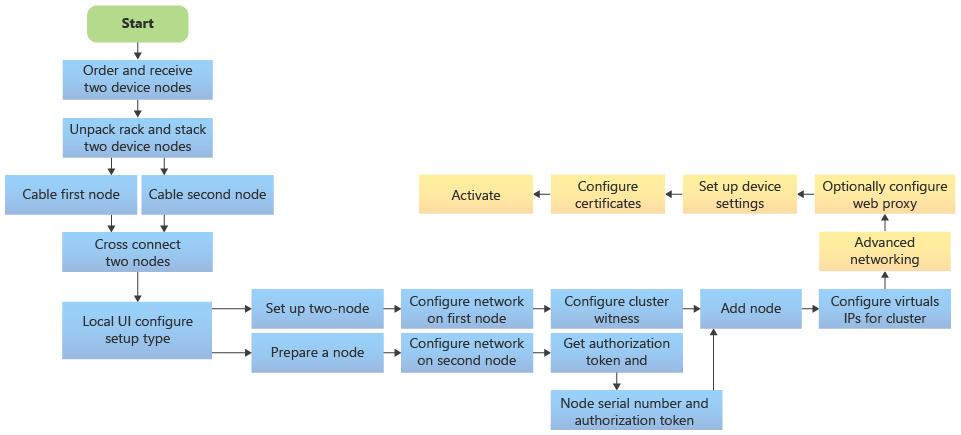 Start
Order and receive
two device nodes
Unpack rack and stack
two device nodes
Cable first node
Cable second node
Cross connect
two nodes
Local UI configure
setup type
Set up two-node
Configure network
on first node
Configure cluster
witness
Add node
Configure virtuals
IPs for cluster
Prepare a node
Configure network
on second node
Get authorization
token and
Node serial number and
authorization token
Advanced
networking
Optionally configure
web proxy
Set up device
settings
Configure
certificates
Activate